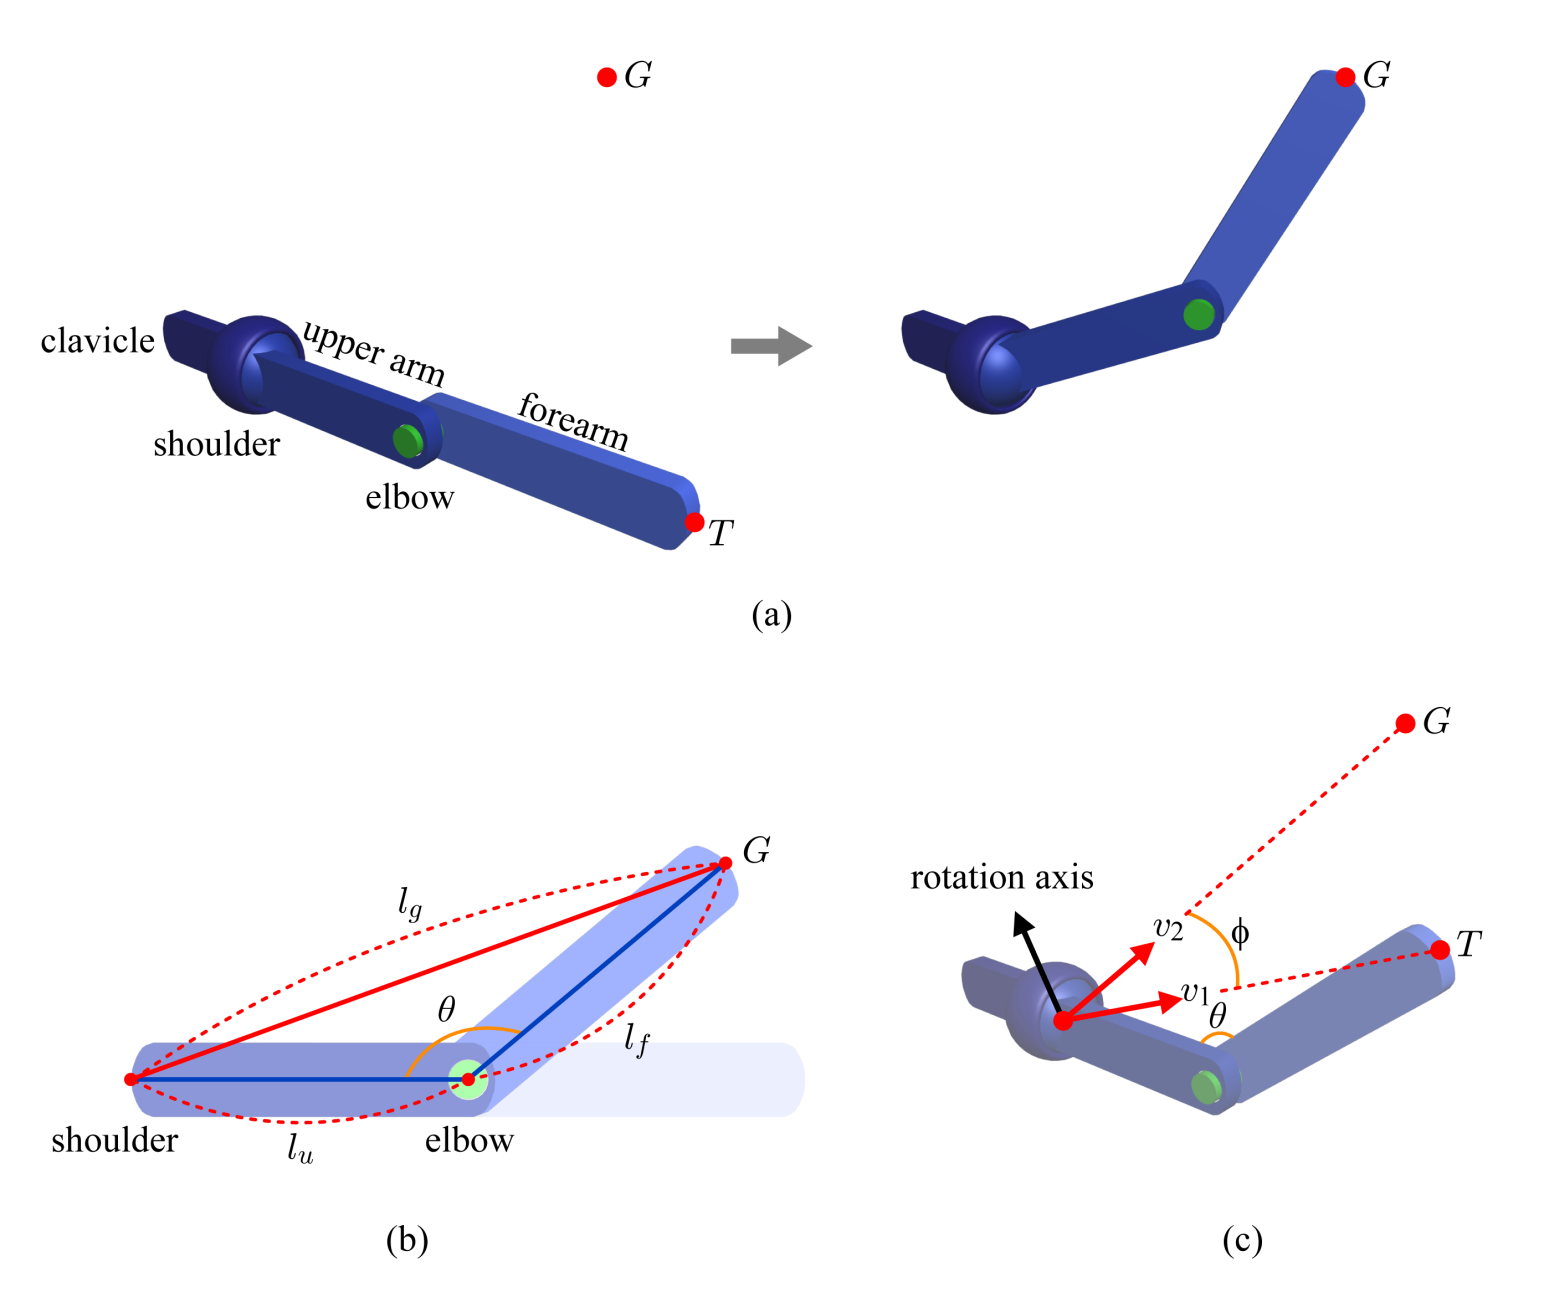 G
G
clavicle
upper arm
forearm
shoulder
elbow
T
(a)
G
l_g
θ
l_f
shoulder
l_u
elbow
(b)
G
rotation axis
v_2
ϕ
T
v_1
θ
(c)